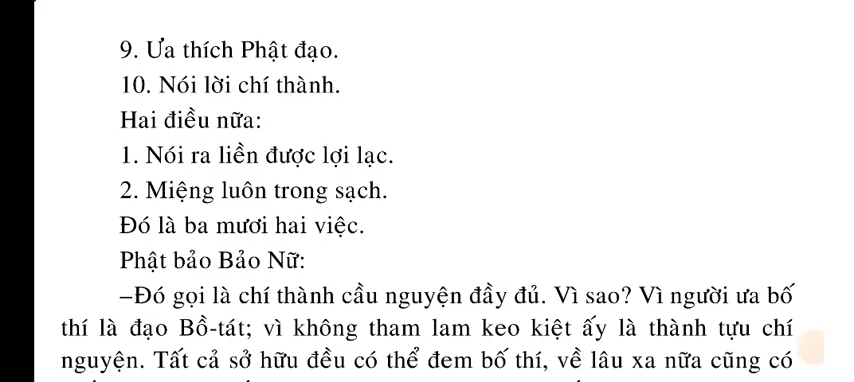 9. Ưa thích Phật đạo.
10. Nói lời chí thành.
Hai điều nữa:
1. Nói ra liền được lợi lạc.
2. Miệng luôn trong sạch.
Đó là ba mươi hai việc.
Phật bảo Bảo Nữ:
–Đó gọi là chí thành cầu nguyện đầy đủ. Vì sao? Vì người ưa bố
thí là đạo Bồ-tát; vì không tham lam keo kiệt ấy là thành tựu chí
nguyện. Tất cả sở hữu đều có thể đem bố thí, về lâu xa nữa cũng có